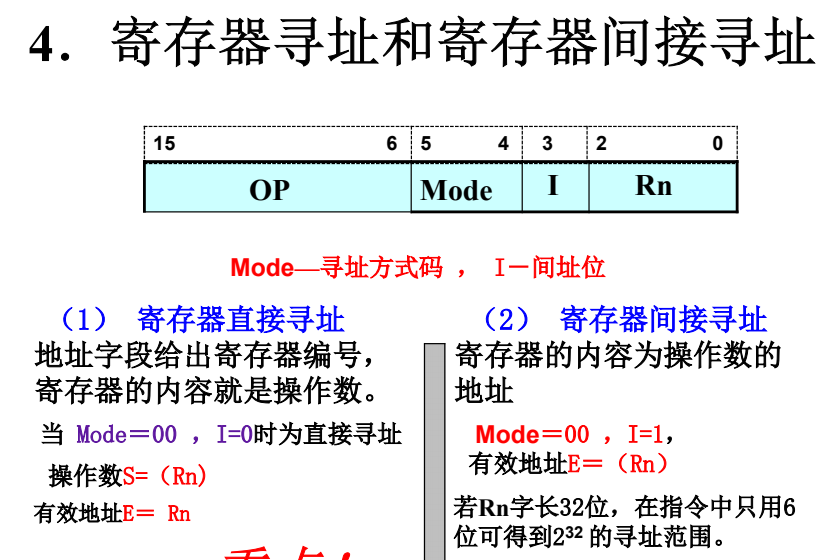 4．寄存器寻址和寄存器间接寻址
15 6 5 4 3 2 0
OP Mode I Rn
Mode—寻址方式码 ， I－间址位
（1） 寄存器直接寻址
地址字段给出寄存器编号，
寄存器的内容就是操作数。
当 Mode＝00 ，I=0时为直接寻址
操作数S=（Rn)
有效地址E＝ Rn
（2） 寄存器间接寻址
寄存器的内容为操作数的
地址
Mode＝00 ，I=1，
有效地址E＝（Rn）
若Rn字长32位，在指令中只用6
位可得到2³² 的寻址范围。